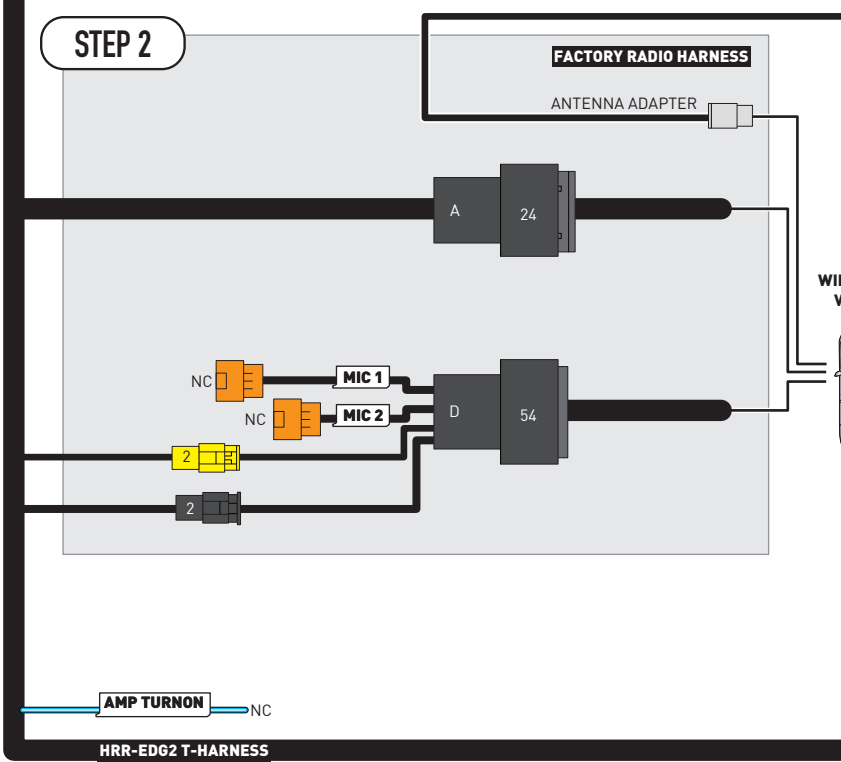 STEP 2
FACTORY RADIO HARNESS
ANTENNA ADAPTER
A
24
WI
V
NC
MIC 1
NC
MIC 2
D
54
2
2
AMP TURNON
NC
HRR-EDG2 T-HARNESS